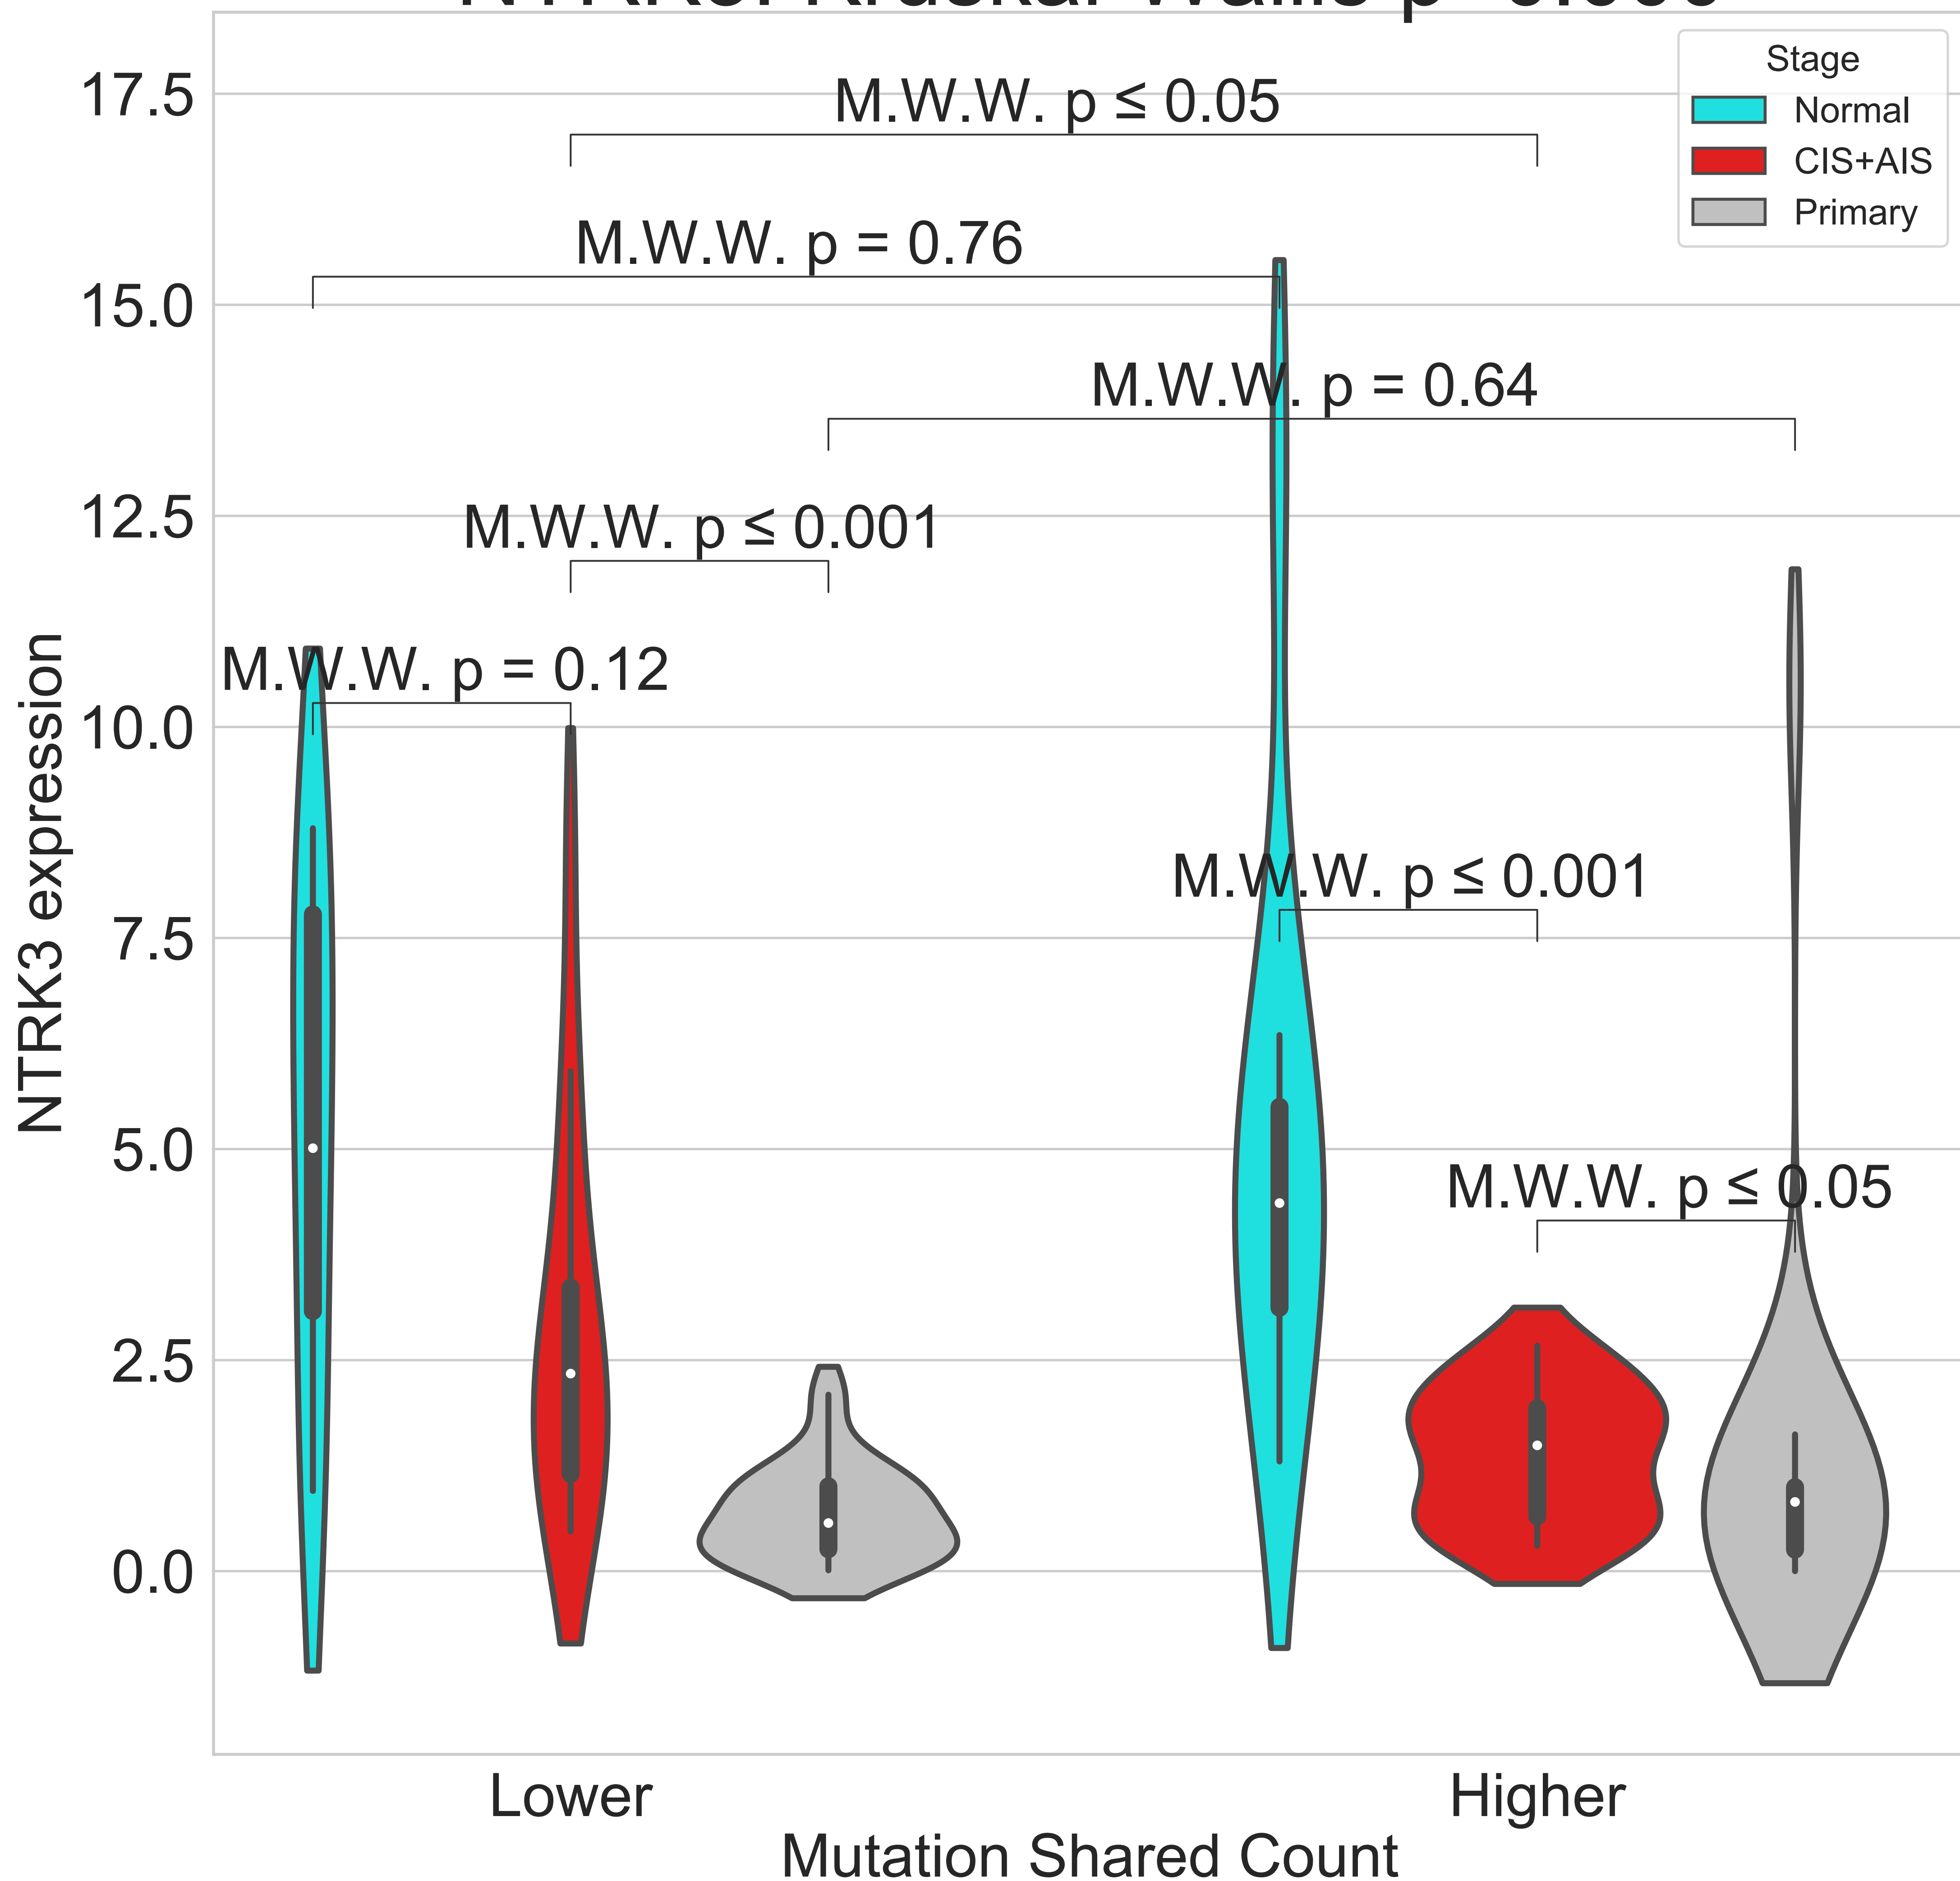 17.5
15.0
12.5
10.0
7.5
5.0
2.5
0.0
NTRK3 expression
M.W.W. p ≤ 0.05
M.W.W. p = 0.76
M.W.W. p = 0.64
M.W.W. p ≤ 0.001
M.W.W. p = 0.12
M.W.W. p ≤ 0.001
M.W.W. p ≤ 0.05
Stage
Normal
CIS+AIS
Primary
Lower
Higher
Mutation Shared Count